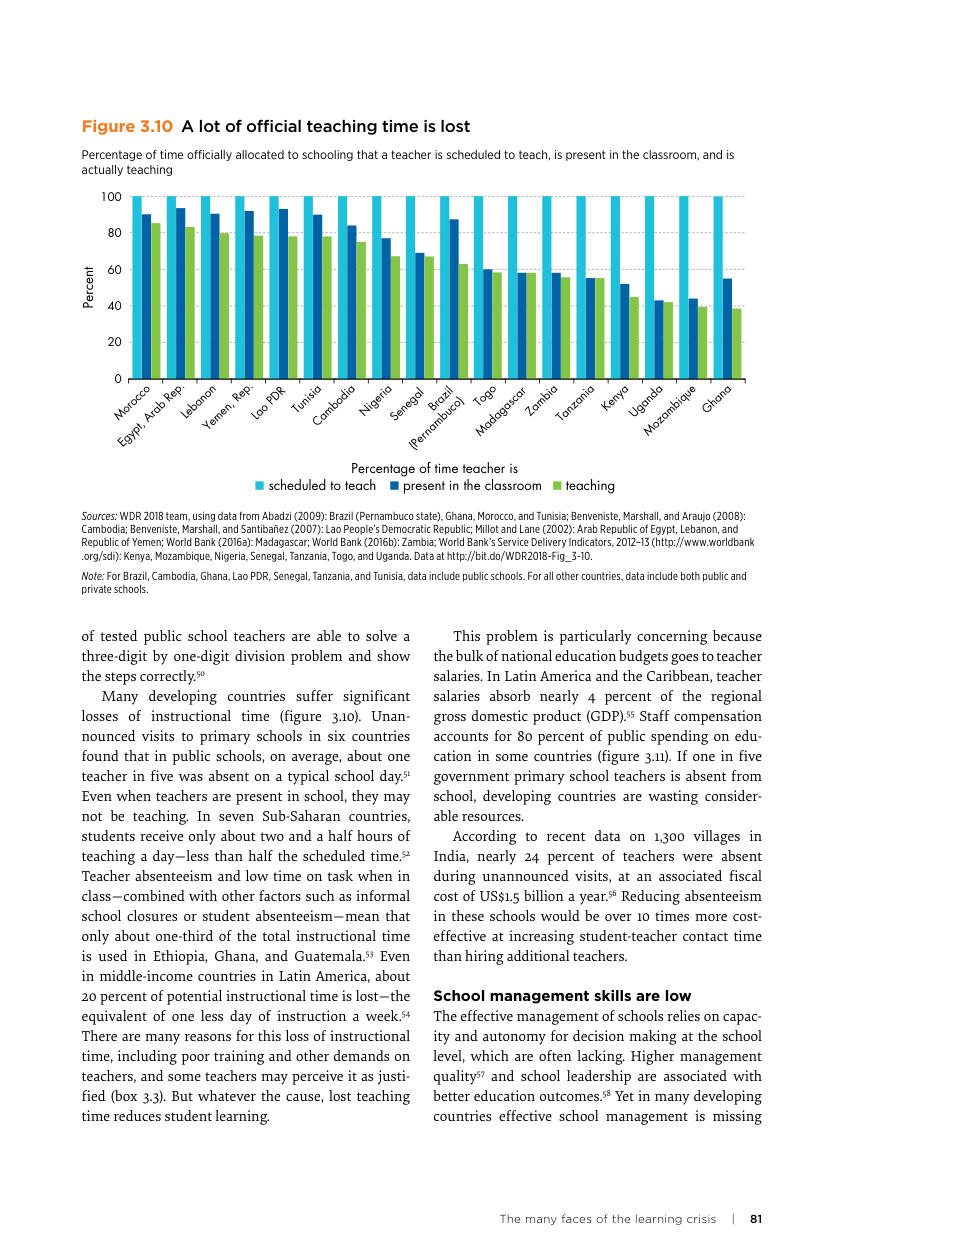 Figure 3.10 A lot of official teaching time is lost
Percentage of time officially allocated to schooling that a teacher is scheduled to teach, is present in the classroom, and is
actually teaching
100
80
60
40
20
0
Percent
Morocco
Egypt, Arab Rep.
Lebanon
Yemen, Rep.
Lao PDR
Tunisia
Cambodia
Nigeria
Senegal
Brazil
(Pernambuco)
Togo
Madagascar
Zambia
Tanzania
Kenya
Uganda
Mozambique
Ghana
Percentage of time teacher is
scheduled to teach present in the classroom teaching
Sources: WDR 2018 team, using data from Abadzi (2009): Brazil (Pernambuco state), Ghana, Morocco, and Tunisia; Benveniste, Marshall, and Araujo (2008):
Cambodia; Benveniste, Marshall, and Santibañez (2007): Lao People's Democratic Republic; Millot and Lane (2002): Arab Republic of Egypt, Lebanon, and
Republic of Yemen; World Bank (2016a): Madagascar; World Bank (2016b): Zambia; World Bank's Service Delivery Indicators, 2012–13 (http://www.worldbank
.org/sdi): Kenya, Mozambique, Nigeria, Senegal, Tanzania, Togo, and Uganda. Data at http://bit.do/WDR2018-Fig_3-10.
Note: For Brazil, Cambodia, Ghana, Lao PDR, Senegal, Tanzania, and Tunisia, data include public schools. For all other countries, data include both public and
private schools.
of tested public school teachers are able to solve a
three-digit by one-digit division problem and show
the steps correctly.⁵⁰
Many developing countries suffer significant
losses of instructional time (figure 3.10). Unan-
nounced visits to primary schools in six countries
found that in public schools, on average, about one
teacher in five was absent on a typical school day.⁵¹
Even when teachers are present in school, they may
not be teaching. In seven Sub-Saharan countries,
students receive only about two and a half hours of
teaching a day—less than half the scheduled time.⁵²
Teacher absenteeism and low time on task when in
class—combined with other factors such as informal
school closures or student absenteeism—mean that
only about one-third of the total instructional time
is used in Ethiopia, Ghana, and Guatemala.⁵³ Even
in middle-income countries in Latin America, about
20 percent of potential instructional time is lost—the
equivalent of one less day of instruction a week.⁵⁴
There are many reasons for this loss of instructional
time, including poor training and other demands on
teachers, and some teachers may perceive it as justi-
fied (box 3.3). But whatever the cause, lost teaching
time reduces student learning.
This problem is particularly concerning because
the bulk of national education budgets goes to teacher
salaries. In Latin America and the Caribbean, teacher
salaries absorb nearly 4 percent of the regional
gross domestic product (GDP).⁵⁵ Staff compensation
accounts for 80 percent of public spending on edu-
cation in some countries (figure 3.11). If one in five
government primary school teachers is absent from
school, developing countries are wasting consider-
able resources.
According to recent data on 1,300 villages in
India, nearly 24 percent of teachers were absent
during unannounced visits, at an associated fiscal
cost of US$1.5 billion a year.⁵⁶ Reducing absenteeism
in these schools would be over 10 times more cost-
effective at increasing student-teacher contact time
than hiring additional teachers.
School management skills are low
The effective management of schools relies on capac-
ity and autonomy for decision making at the school
level, which are often lacking. Higher management
quality⁵⁷ and school leadership are associated with
better education outcomes.⁵⁸ Yet in many developing
countries effective school management is missing
The many faces of the learning crisis | 81